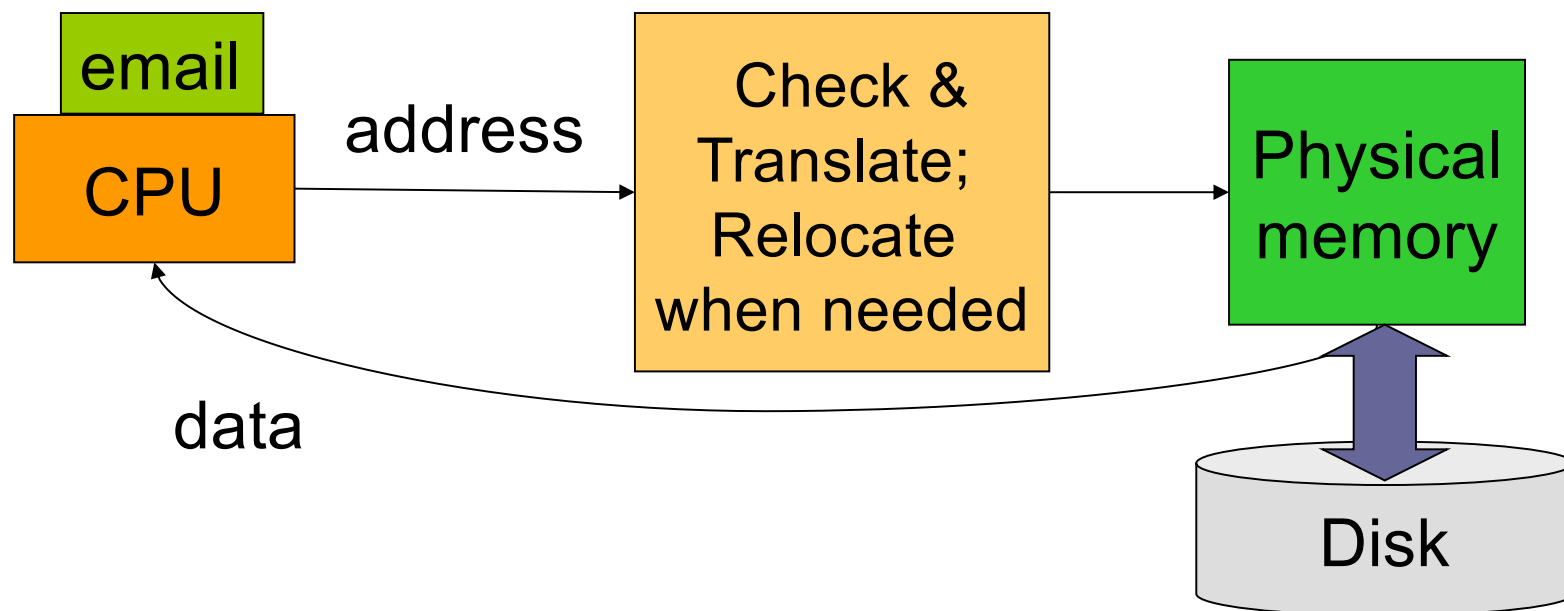 email
CPU
address
Check &
Translate;
Relocate
when needed
Physical
memory
data
Disk